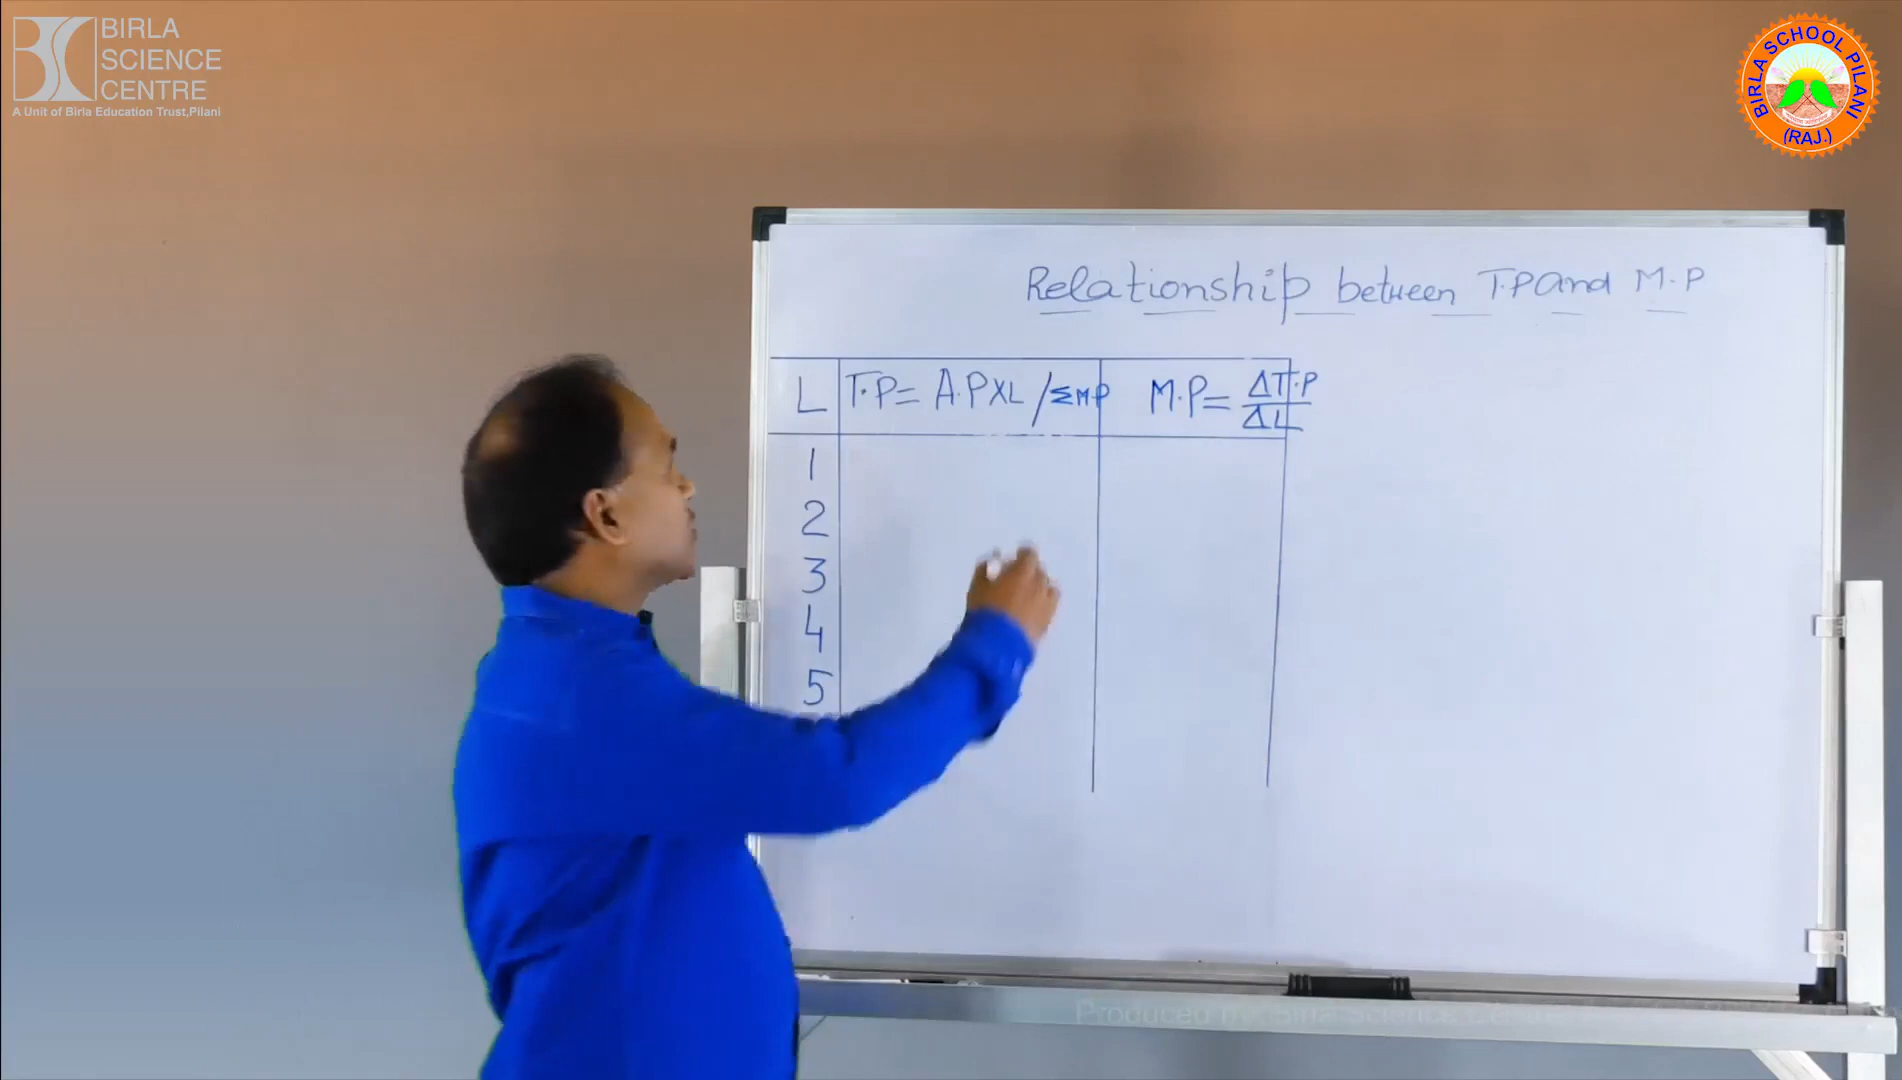 BIRLA
SCIENCE
CENTRE
A Unit of Birla Education Trust,Pilani
BIRLA SCHOOL PILANI
(RAJ.)
Relationship between T.P and M.P
L T.P= A.P×L /ΣMP M.P= ΔT.P/ΔL
1
2
3
4
5